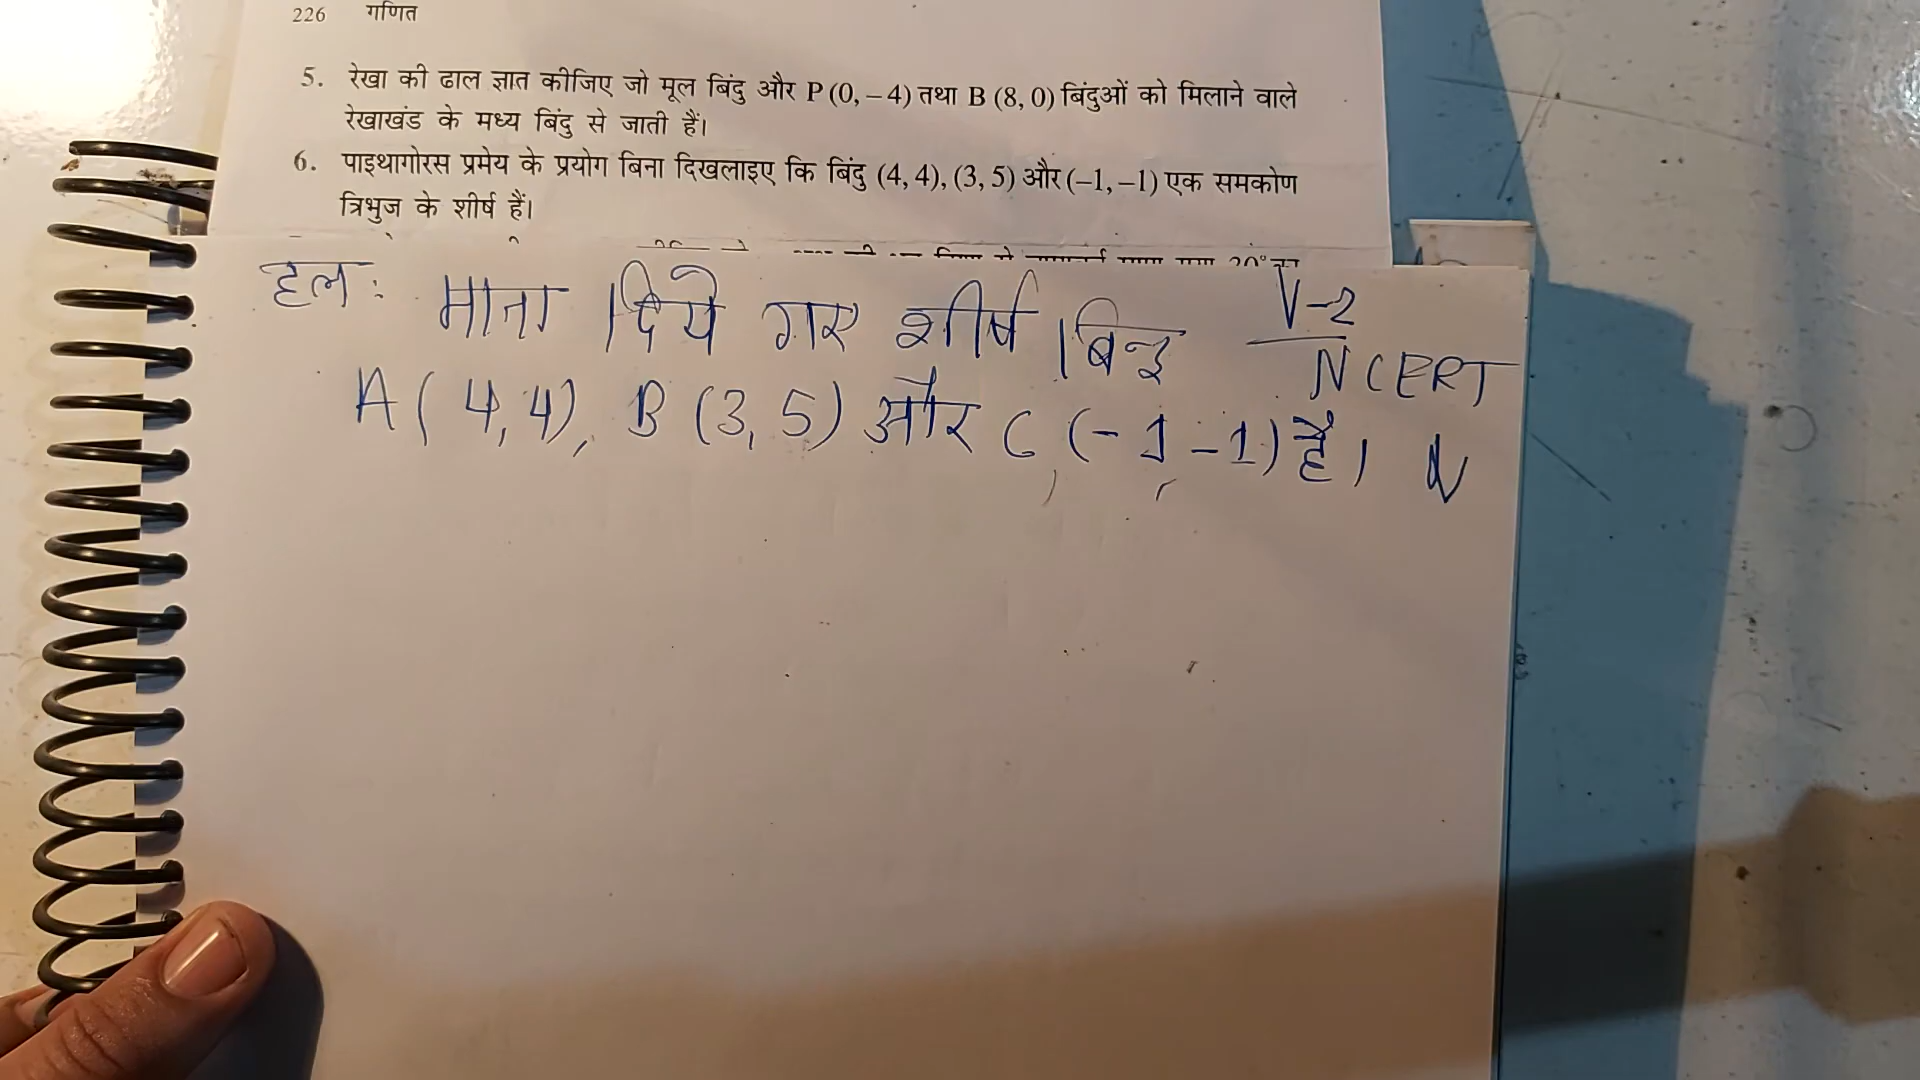 226 गणित
5. रेखा की ढाल ज्ञात कीजिए जो मूल बिंदु और P (0, – 4) तथा B (8, 0) बिंदुओं को मिलाने वाले
रेखाखंड के मध्य बिंदु से जाती हैं।
6. पाइथागोरस प्रमेय के प्रयोग बिना दिखलाइए कि बिंदु (4, 4), (3, 5) और (–1, –1) एक समकोण
त्रिभुज के शीर्ष हैं।
हल: माना दिये गए शीर्ष बिन्दु
V-2
NCERT
A(4,4), B(3,5) और C(-1,-1) है। N